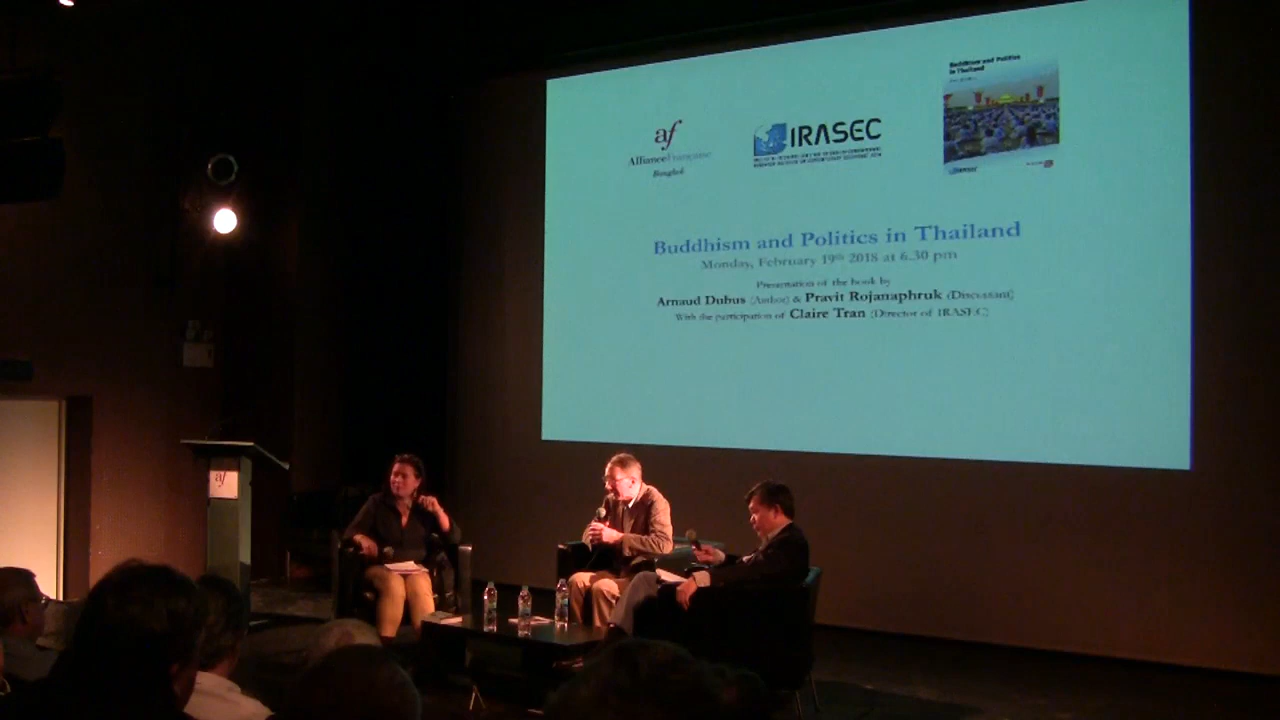 af
AllianceFrançaise
Bangkok
IRASEC
Buddhism and Politics
in Thailand
Buddhism and Politics in Thailand
Monday, February 19th 2018 at 6.30 pm
Presentation of the book by
Arnaud Dubus (Author) & Pravit Rojanaphruk (Discussant)
With the participation of Claire Tran (Director of IRASEC)
af